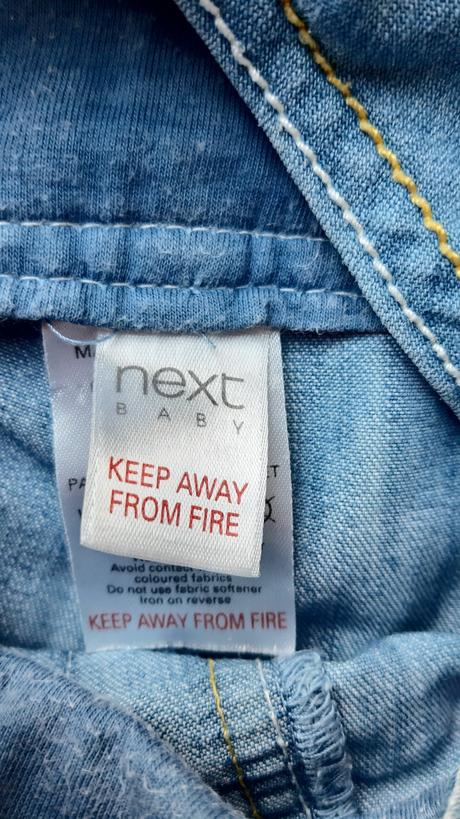 next
BABY
KEEP AWAY
FROM FIRE
Avoid contact
coloured fabrics
Do not use fabric softener
Iron on reverse
KEEP AWAY FROM FIRE